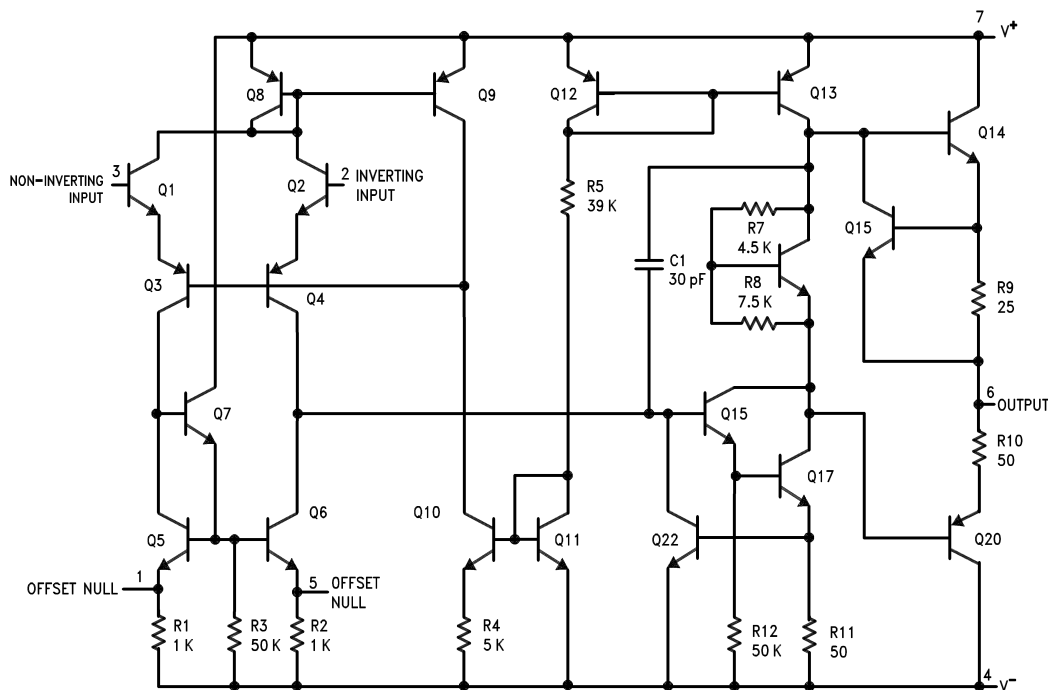 7
V+
Q8
Q9
Q12
Q13
Q14
3
NON-INVERTING
INPUT
Q1
Q2
2 INVERTING
INPUT
R5
39 K
R7
4.5 K
Q15
C1
30 pF
R8
7.5 K
R9
25
Q3
Q4
Q7
Q15
6
OUTPUT
R10
50
Q17
Q5
Q6
Q10
Q11
Q22
Q20
1
OFFSET NULL
5 OFFSET
NULL
R1
1 K
R3
50 K
R2
1 K
R4
5 K
R12
50 K
R11
50
4
V-